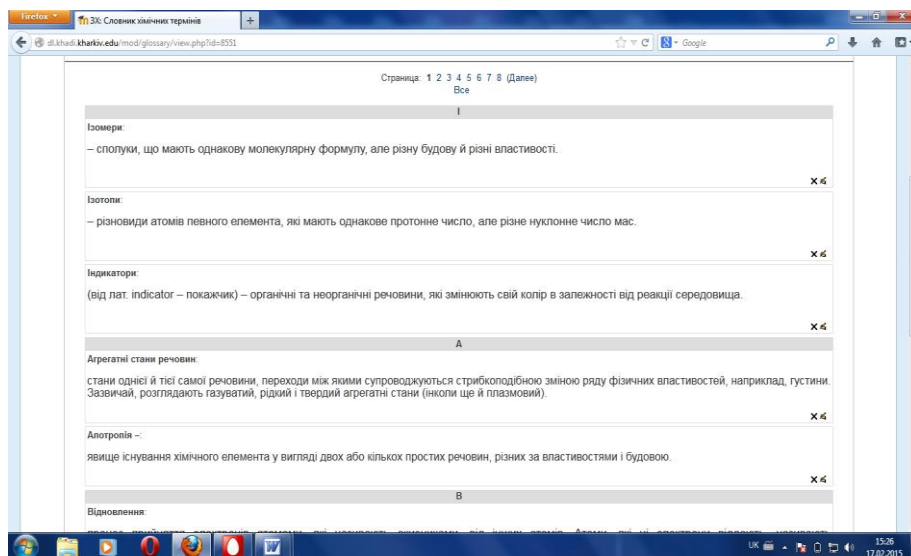 Firefox
ЗХ: Словник хімічних термінів
dl.khadi.kharkiv.edu/mod/glossary/view.php?id=8551
Google
Страница: 1 2 3 4 5 6 7 8 (Далее)
Все
І
Ізомери:
– сполуки, що мають однакову молекулярну формулу, але різну будову й різні властивості.
Ізотопи:
– різновиди атомів певного елемента, які мають однакове протонне число, але різне нуклонне число мас.
Індикатори:
(від лат. indicator – покажчик) – органічні та неорганічні речовини, які змінюють свій колір в залежності від реакції середовища.
А
Агрегатні стани речовин:
стани однієї й тієї самої речовини, переходи між якими супроводжуються стрибкоподібною зміною ряду фізичних властивостей, наприклад, густини.
Зазвичай, розглядають газуватий, рідкий і твердий агрегатні стани (інколи ще й плазмовий).
Алотропія –:
явище існування хімічного елемента у вигляді двох або кількох простих речовин, різних за властивостями і будовою.
В
Відновлення:
UK
15:26
17.02.2015